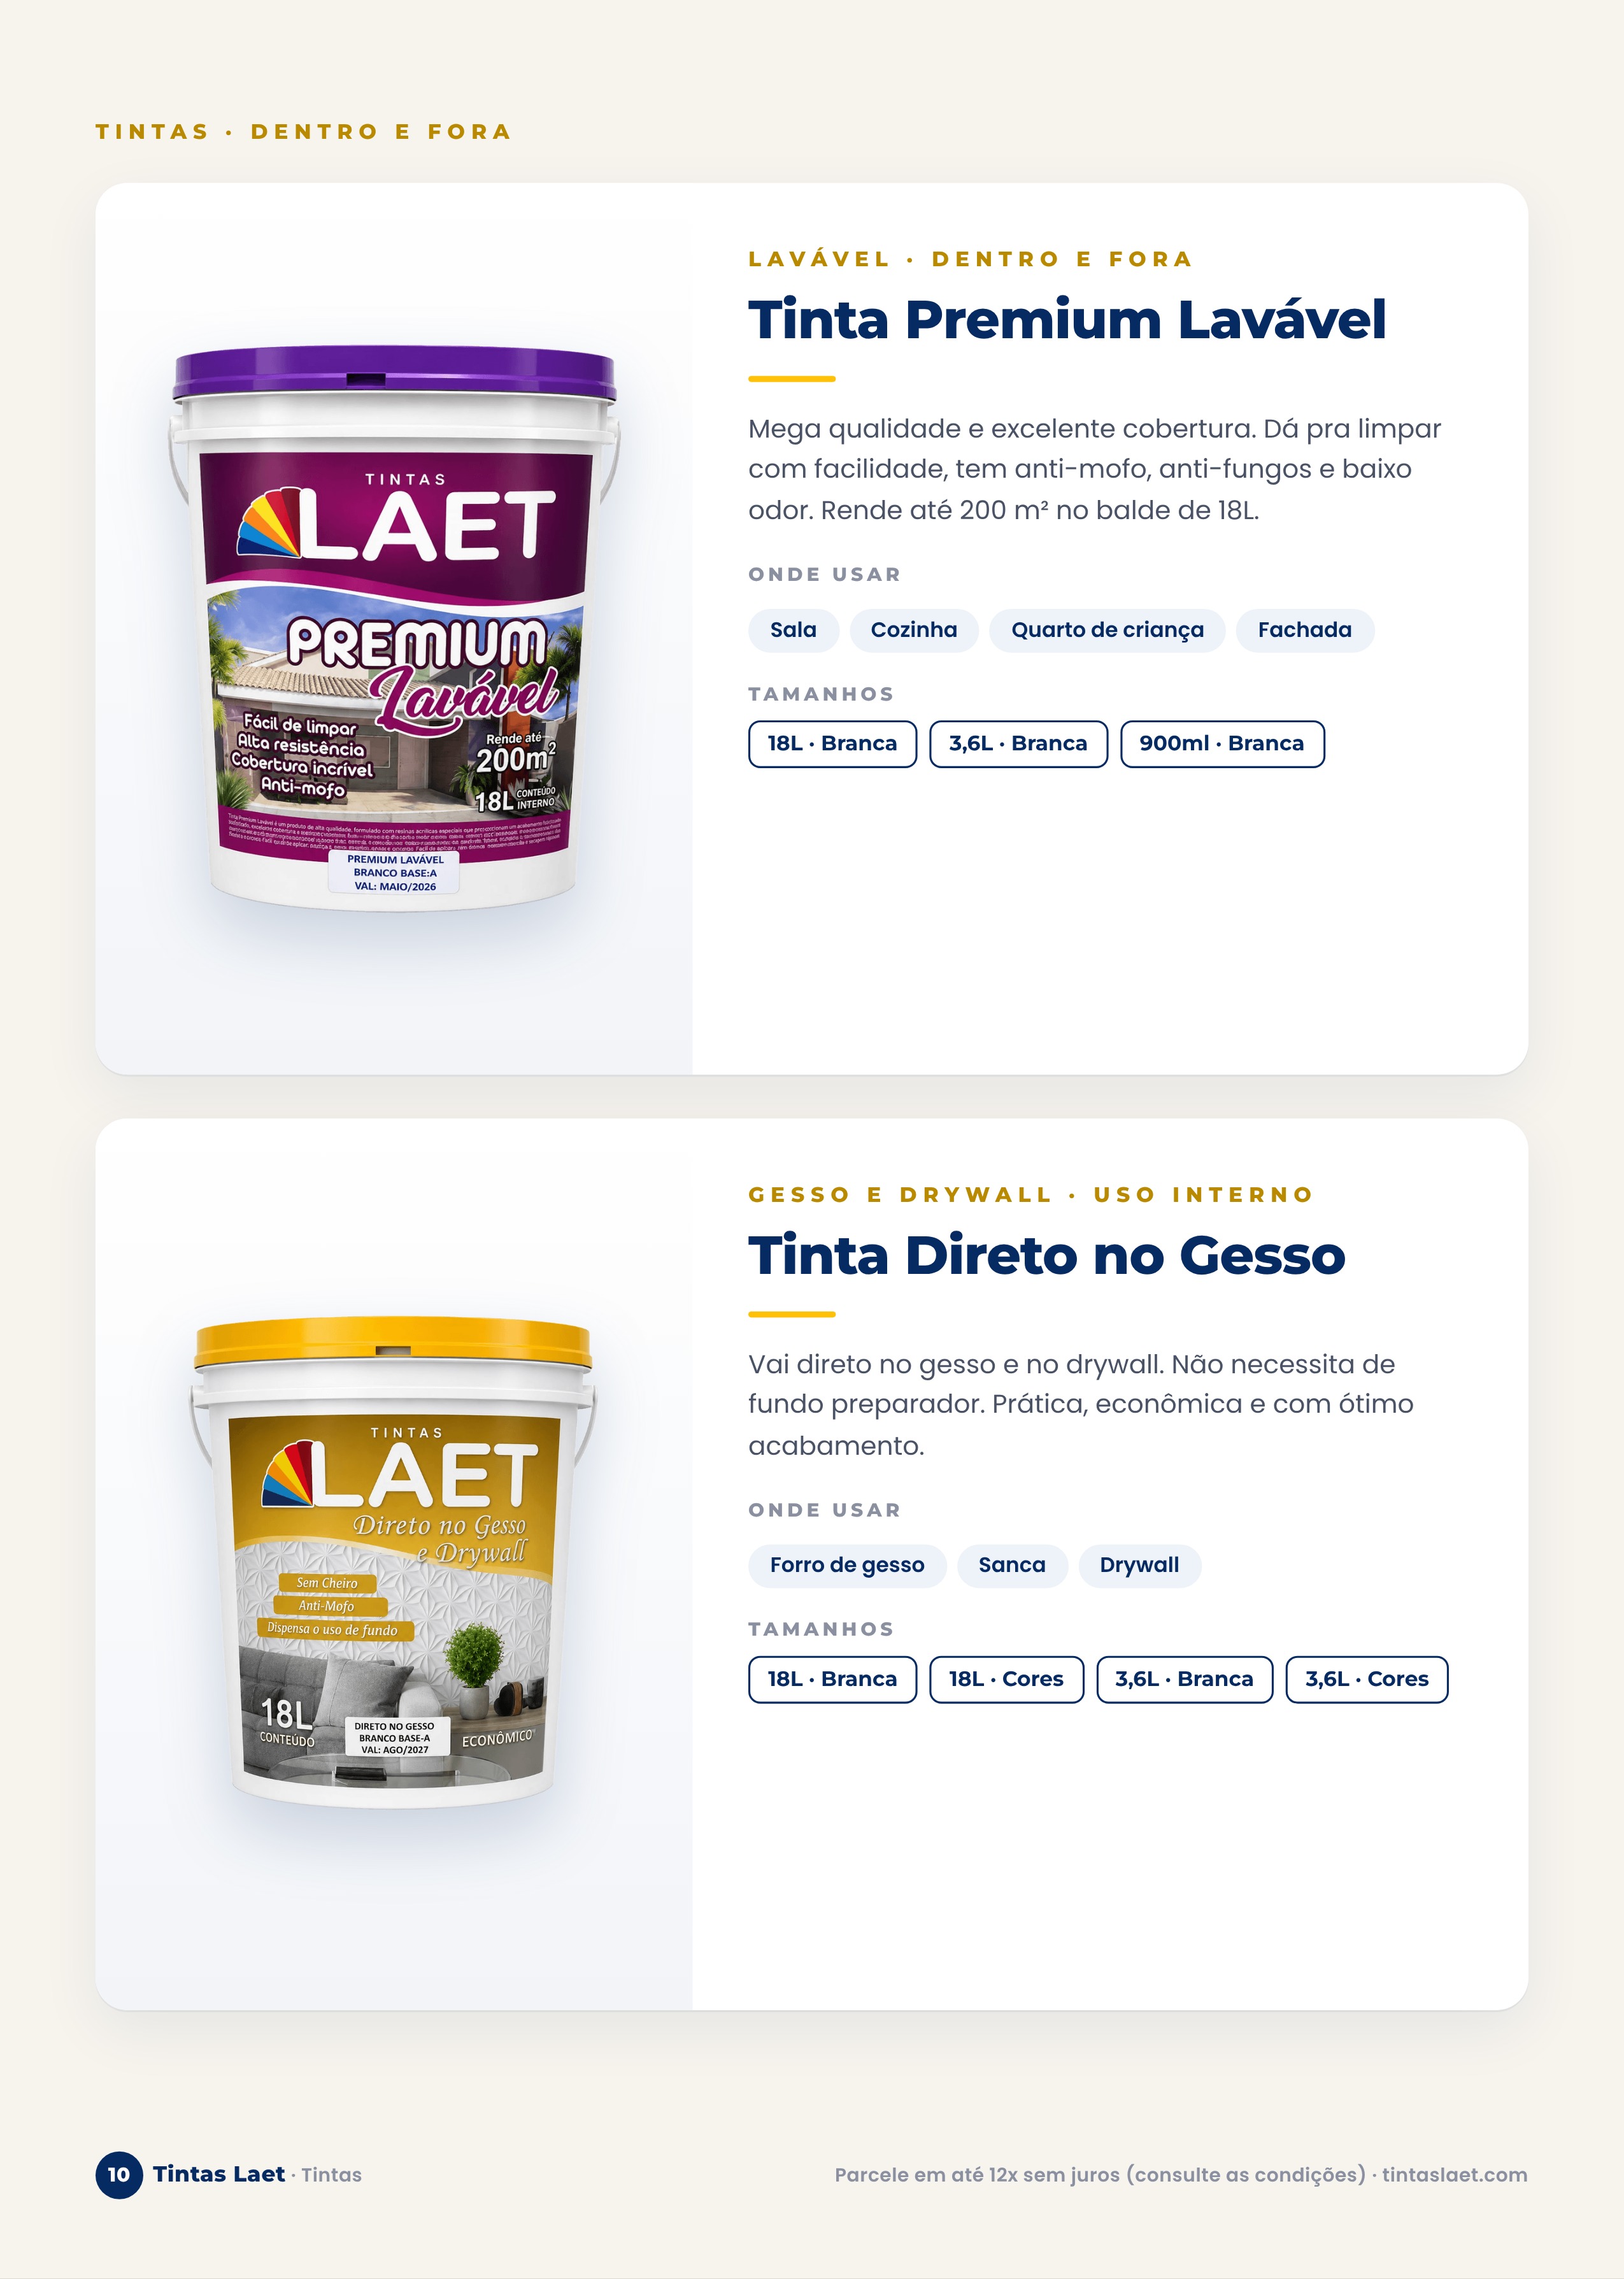 TINTAS · DENTRO E FORA
TINTAS
LAET
PREMIUM
Lavável
Fácil de limpar
Alta resistência
Cobertura incrível
Anti-mofo
Rende até
200m²
18L CONTEÚDO INTERNO
PREMIUM LAVÁVEL
BRANCO BASE:A
VAL: MAIO/2026
LAVÁVEL · DENTRO E FORA
Tinta Premium Lavável
Mega qualidade e excelente cobertura. Dá pra limpar
com facilidade, tem anti-mofo, anti-fungos e baixo
odor. Rende até 200 m² no balde de 18L.
ONDE USAR
Sala Cozinha Quarto de criança Fachada
TAMANHOS
18L · Branca 3,6L · Branca 900ml · Branca
TINTAS
LAET
Direto no Gesso
e Drywall
Sem Cheiro
Anti-Mofo
Dispensa o uso de fundo
18L
CONTEÚDO
DIRETO NO GESSO
BRANCO BASE-A
VAL: AGO/2027
ECONÔMICO
GESSO E DRYWALL · USO INTERNO
Tinta Direto no Gesso
Vai direto no gesso e no drywall. Não necessita de
fundo preparador. Prática, econômica e com ótimo
acabamento.
ONDE USAR
Forro de gesso Sanca Drywall
TAMANHOS
18L · Branca 18L · Cores 3,6L · Branca 3,6L · Cores
10 Tintas Laet · Tintas
Parcele em até 12x sem juros (consulte as condições) · tintaslaet.com